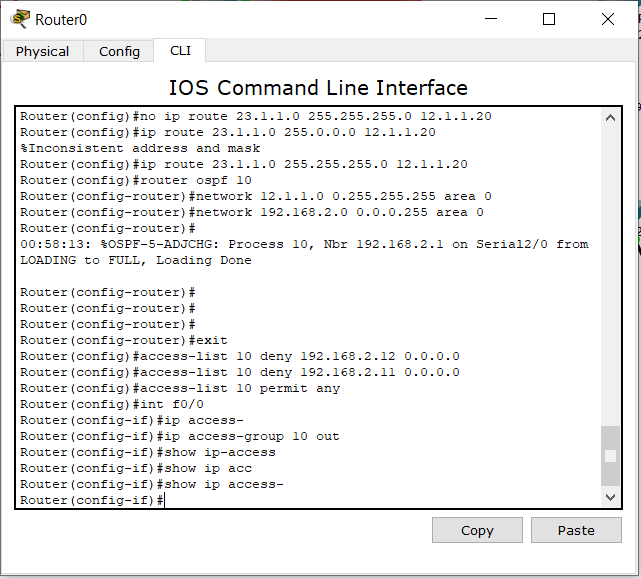 Router0
Physical Config CLI
IOS Command Line Interface
Router(config)#no ip route 23.1.1.0 255.255.255.0 12.1.1.20
Router(config)#ip route 23.1.1.0 255.0.0.0 12.1.1.20
%Inconsistent address and mask
Router(config)#ip route 23.1.1.0 255.255.255.0 12.1.1.20
Router(config)#router ospf 10
Router(config-router)#network 12.1.1.0 0.255.255.255 area 0
Router(config-router)#network 192.168.2.0 0.0.0.255 area 0
Router(config-router)#
00:58:13: %OSPF-5-ADJCHG: Process 10, Nbr 192.168.2.1 on Serial2/0 from
LOADING to FULL, Loading Done
Router(config-router)#
Router(config-router)#
Router(config-router)#
Router(config-router)#exit
Router(config)#access-list 10 deny 192.168.2.12 0.0.0.0
Router(config)#access-list 10 deny 192.168.2.11 0.0.0.0
Router(config)#access-list 10 permit any
Router(config)#int f0/0
Router(config-if)#ip access-
Router(config-if)#ip access-group 10 out
Router(config-if)#show ip-access
Router(config-if)#show ip acc
Router(config-if)#show ip access-
Router(config-if)#
Copy Paste